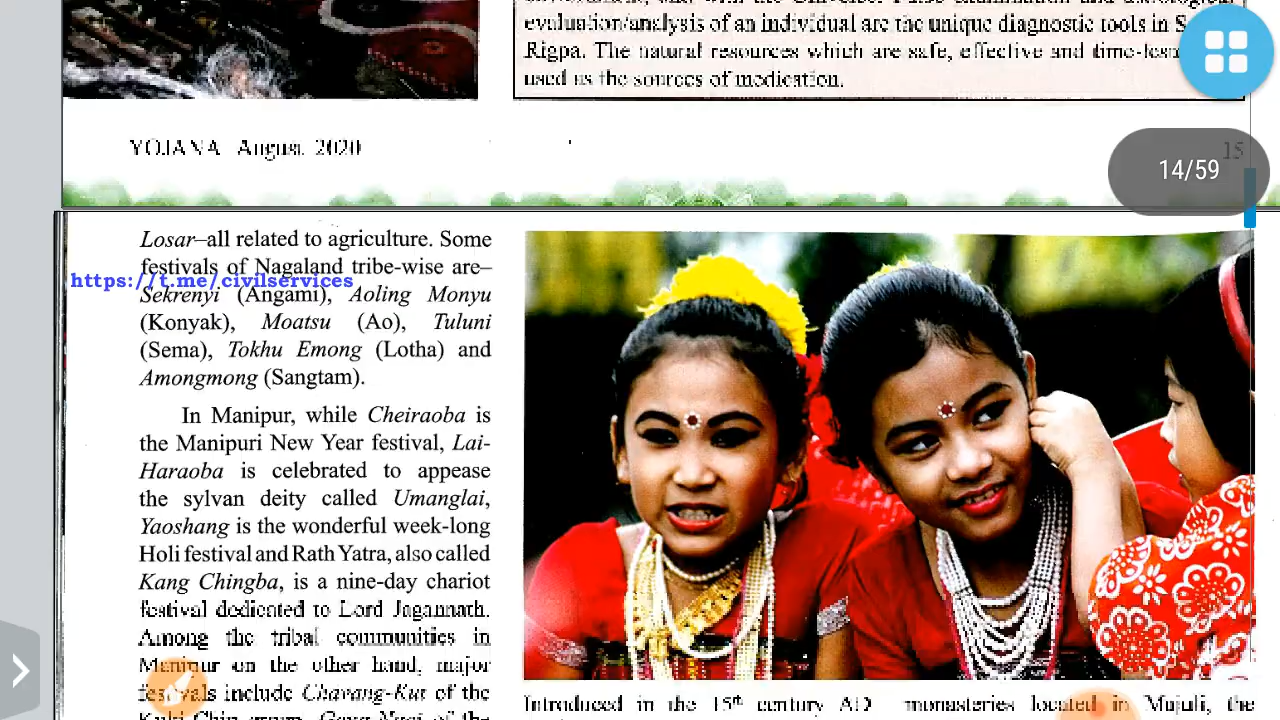 evaluation/analysis of an individual are the unique diagnostic tools in
Rigpa. The natural resources which are safe, effective and
used as the sources of medication.
YOJANA August 2020
15
14/59
Losar–all related to agriculture. Some
festivals of Nagaland tribe-wise are–
https://t.me/civilservices
Sekrenyi (Angami), Aoling Monyu
(Konyak), Moatsu (Ao), Tuluni
(Sema), Tokhu Emong (Lotha) and
Amongmong (Sangtam).
In Manipur, while Cheiraoba is
the Manipuri New Year festival, Lai-
Haraoba is celebrated to appease
the sylvan deity called Umanglai,
Yaoshang is the wonderful week-long
Holi festival and Rath Yatra, also called
Kang Chingba, is a nine-day chariot
festival dedicated to Lord Jagannath.
Among the tribal communities in
Manipur on the other hand, major
festivals include Chavang-Kut of the
Introduced in the 15th century AD monasteries located in Majuli, the